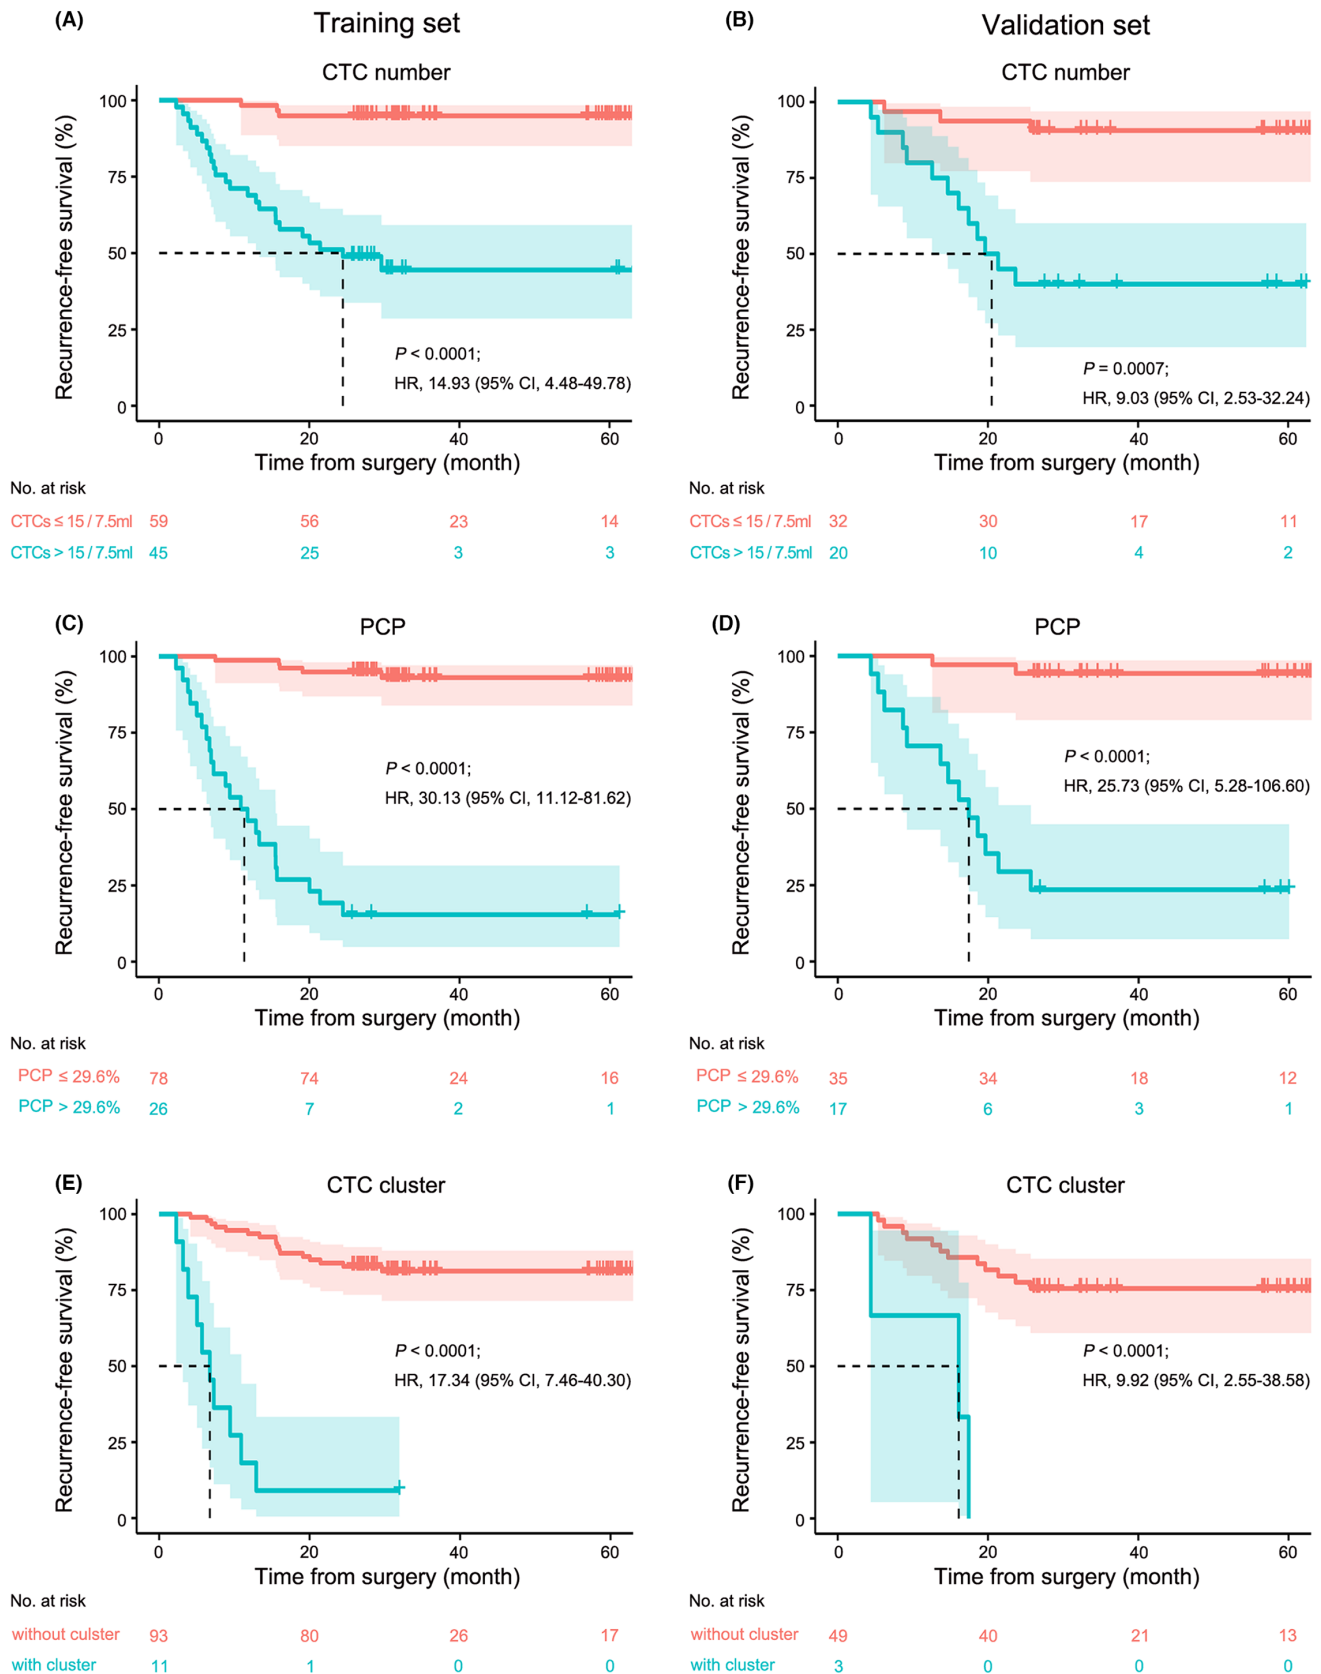 (A)
Training set
(B)
Validation set
CTC number
CTC number
Recurrence-free survival (%)
100
75
50
25
0
P < 0.0001;
HR, 14.93 (95% CI, 4.48-49.78)
0 20 40 60
Time from surgery (month)
Recurrence-free survival (%)
100
75
50
25
0
P = 0.0007;
HR, 9.03 (95% CI, 2.53-32.24)
0 20 40 60
Time from surgery (month)
No. at risk
CTCs ≤ 15 / 7.5ml 59 56 23 14
CTCs > 15 / 7.5ml 45 25 3 3
No. at risk
CTCs ≤ 15 / 7.5ml 32 30 17 11
CTCs > 15 / 7.5ml 20 10 4 2
(C)
PCP
(D)
PCP
Recurrence-free survival (%)
100
75
50
25
0
P < 0.0001;
HR, 30.13 (95% CI, 11.12-81.62)
0 20 40 60
Time from surgery (month)
Recurrence-free survival (%)
100
75
50
25
0
P < 0.0001;
HR, 25.73 (95% CI, 5.28-106.60)
0 20 40 60
Time from surgery (month)
No. at risk
PCP ≤ 29.6% 78 74 24 16
PCP > 29.6% 26 7 2 1
No. at risk
PCP ≤ 29.6% 35 34 18 12
PCP > 29.6% 17 6 3 1
(E)
CTC cluster
(F)
CTC cluster
Recurrence-free survival (%)
100
75
50
25
0
P < 0.0001;
HR, 17.34 (95% CI, 7.46-40.30)
0 20 40 60
Time from surgery (month)
Recurrence-free survival (%)
100
75
50
25
0
P < 0.0001;
HR, 9.92 (95% CI, 2.55-38.58)
0 20 40 60
Time from surgery (month)
No. at risk
without culster 93 80 26 17
with cluster 11 1 0 0
No. at risk
without cluster 49 40 21 13
with cluster 3 0 0 0